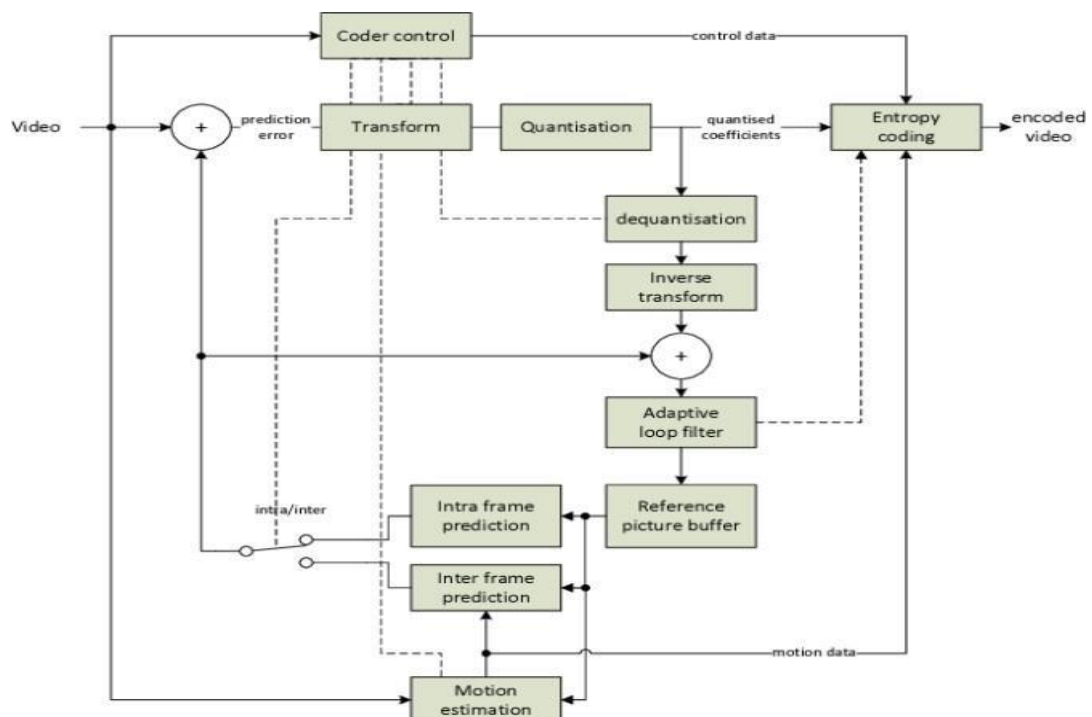 Coder control
control data
Video
+
prediction
error
Transform
Quantisation
quantised
coefficients
Entropy
coding
encoded
video
dequantisation
Inverse
transform
+
Adaptive
loop filter
intra/inter
Intra frame
prediction
Reference
picture buffer
Inter frame
prediction
motion data
Motion
estimation